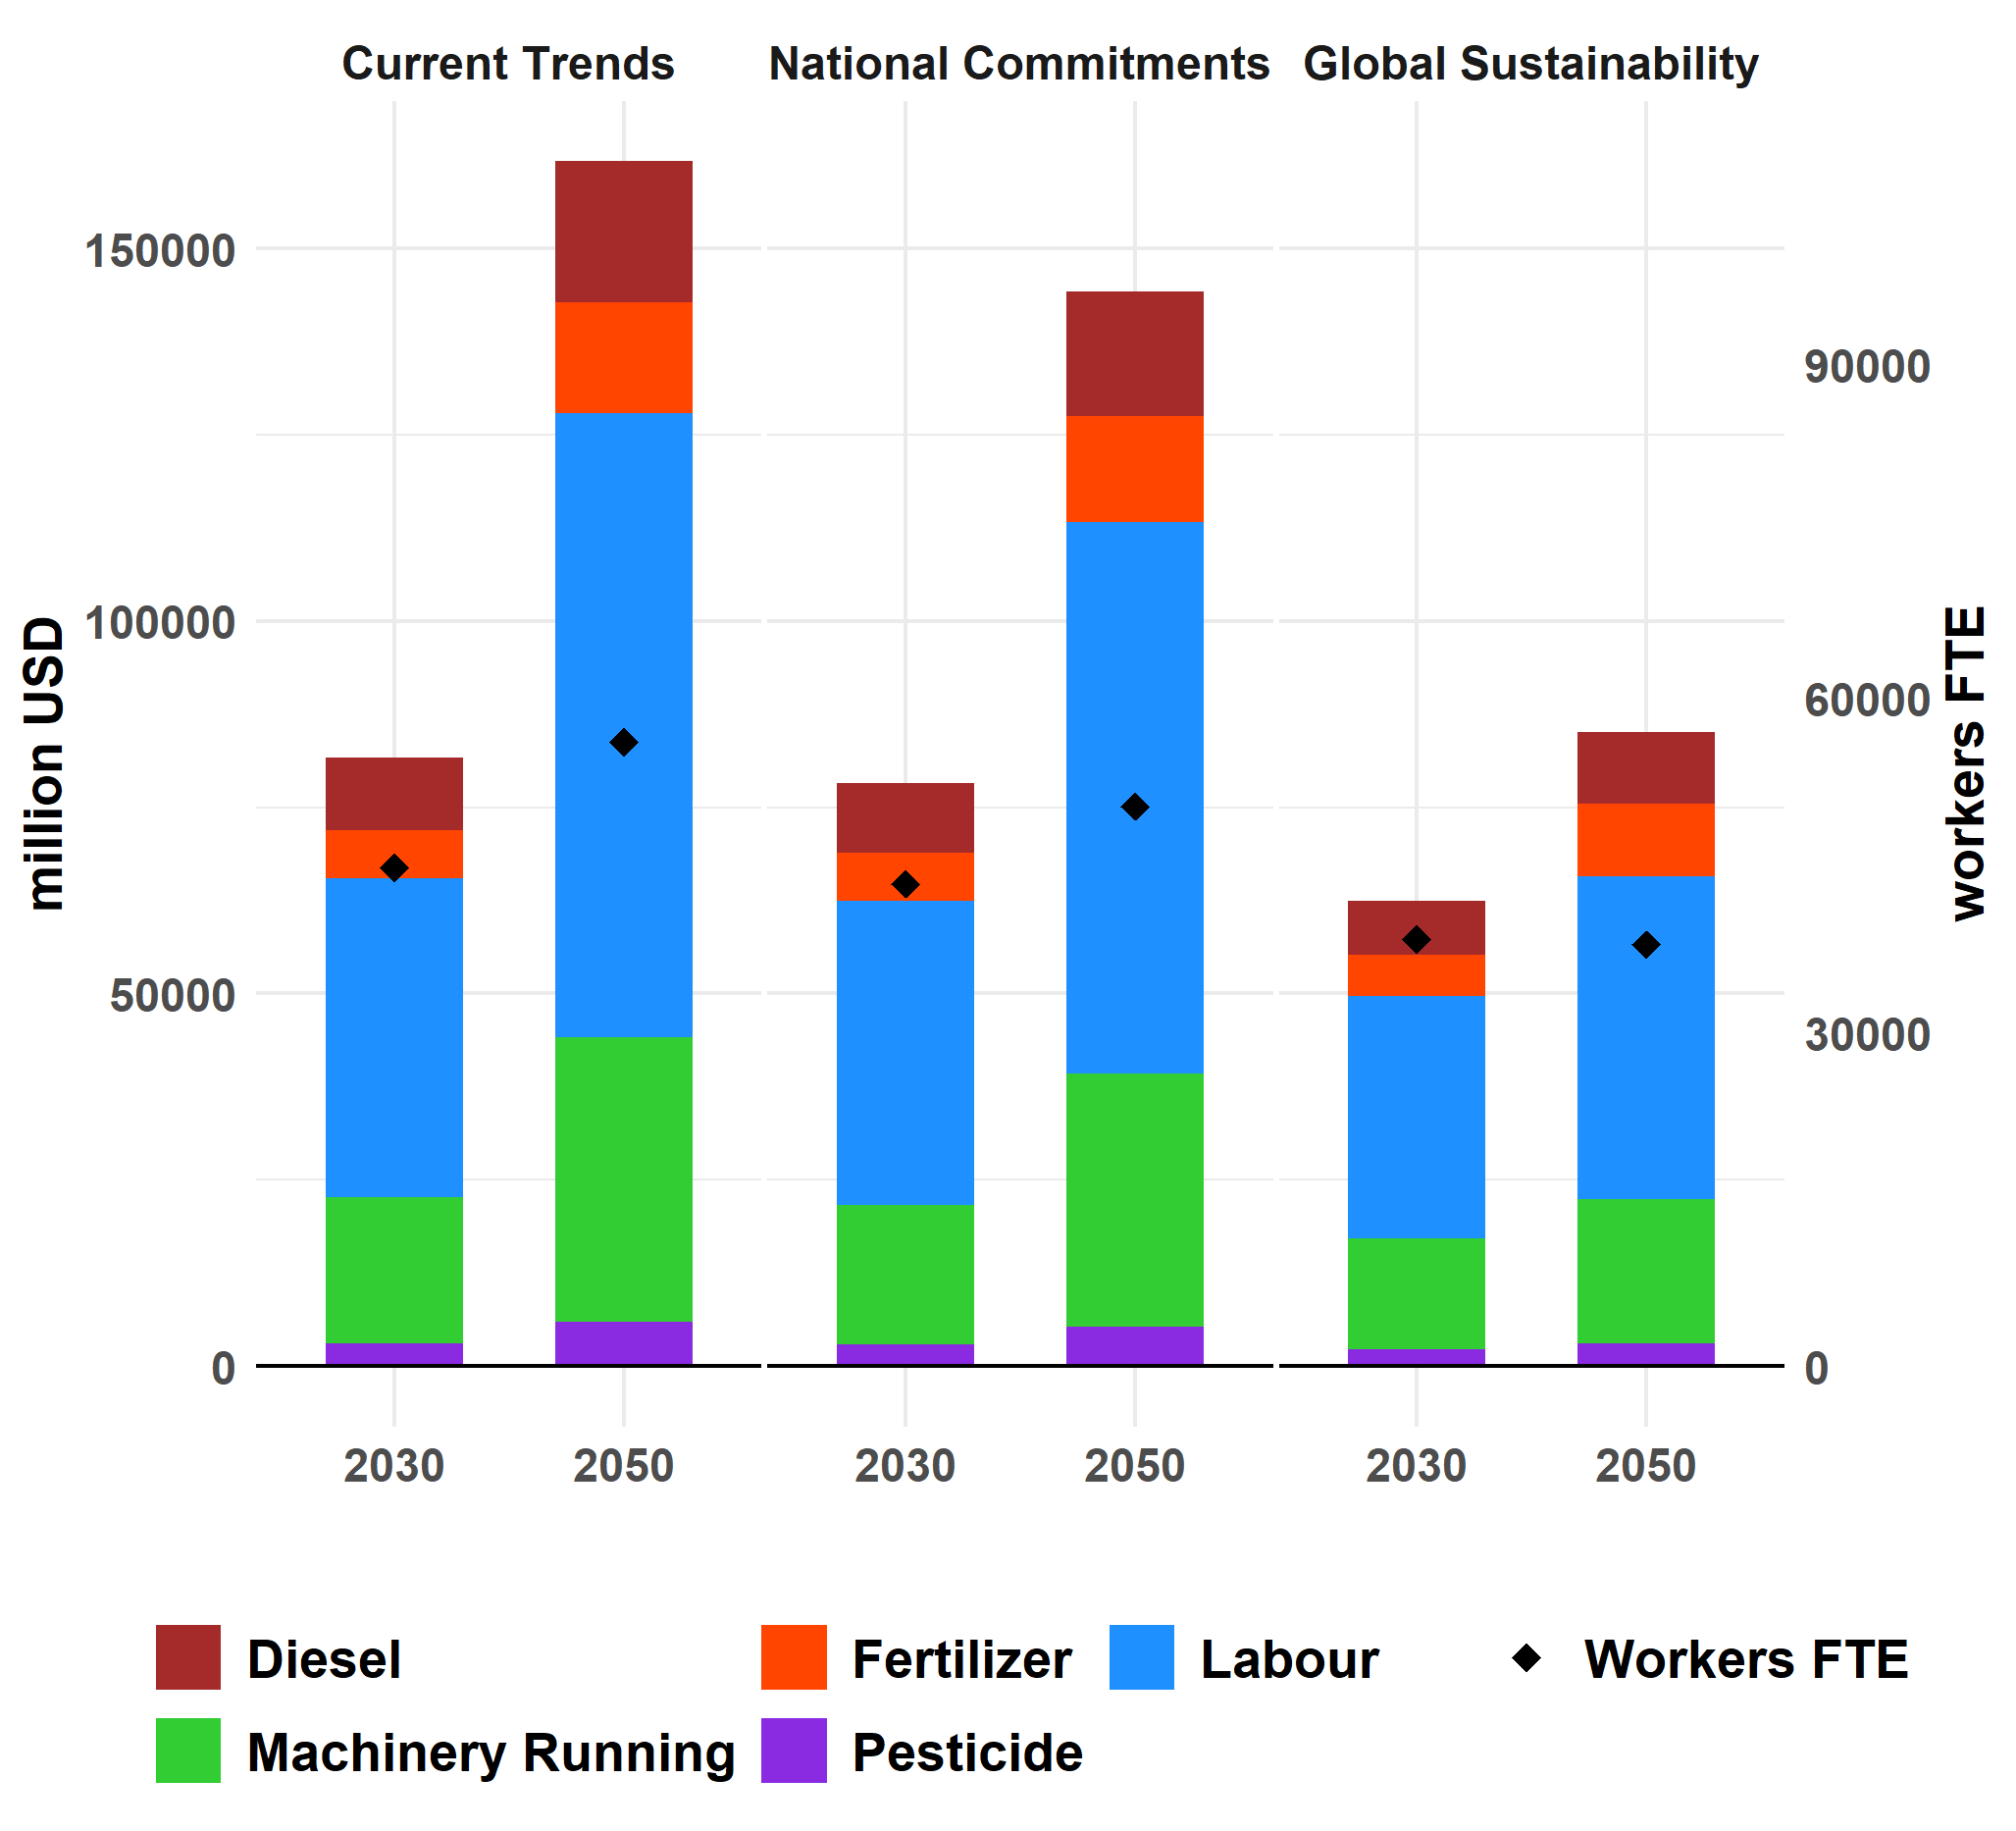 Current Trends National Commitments Global Sustainability
150000
90000
100000
60000
million USD
workers FTE
50000
30000
0 0
2030 2050 2030 2050 2030 2050
Diesel Fertilizer Labour Workers FTE
Machinery Running Pesticide